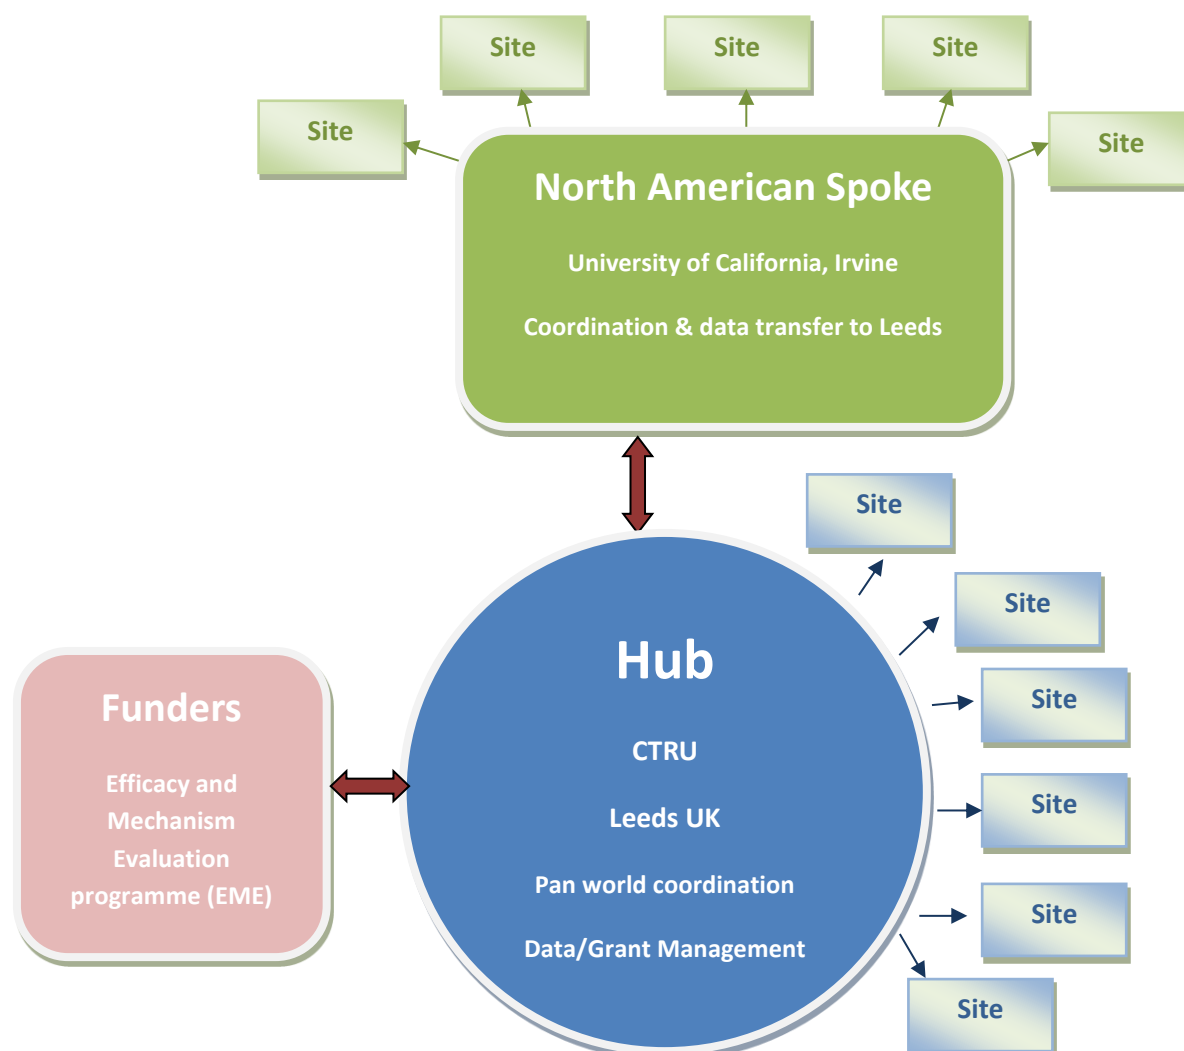 Site
Site
Site
Site
Site
North American Spoke
University of California, Irvine
Coordination & data transfer to Leeds
Site
Site
Site
Site
Site
Site
Hub
CTRU
Leeds UK
Pan world coordination
Data/Grant Management
Funders
Efficacy and
Mechanism
Evaluation
programme (EME)